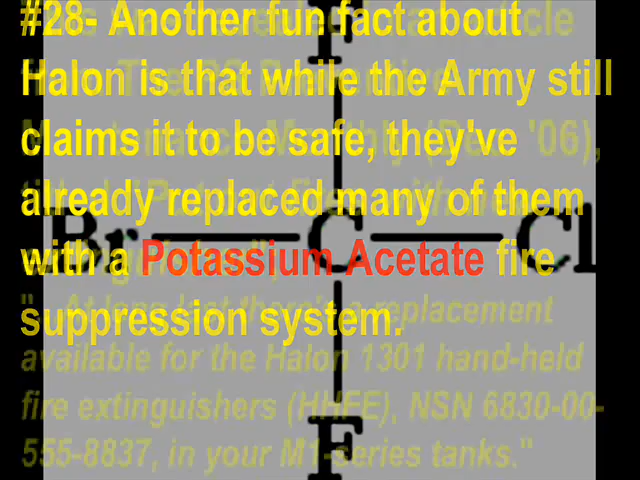 #28- Another fun fact about
Halon is that while the Army still
claims it to be safe, they've
already replaced many of them
with a Potassium Acetate fire
suppression system.
F
Br C Cl
F
"...At long last there's a replacement
available for the Halon 1301 hand-held
fire extinguishers (HHFE), NSN 6830-00-
555-8837, in your M1-series tanks."